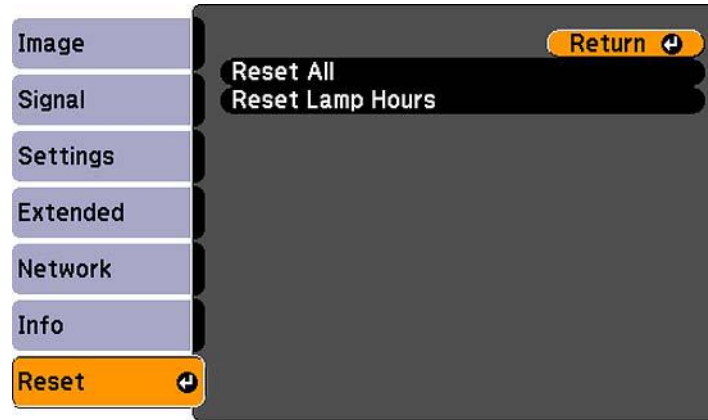 Image
Signal
Settings
Extended
Network
Info
Reset
Return
Reset All
Reset Lamp Hours